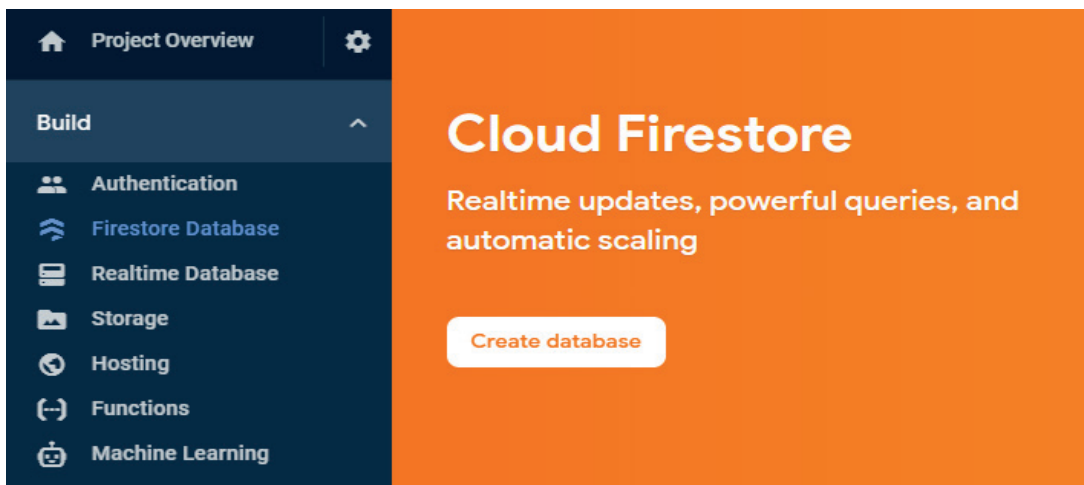 Project Overview
Build
Authentication
Firestore Database
Realtime Database
Storage
Hosting
Functions
Machine Learning
Cloud Firestore
Realtime updates, powerful queries, and
automatic scaling
Create database